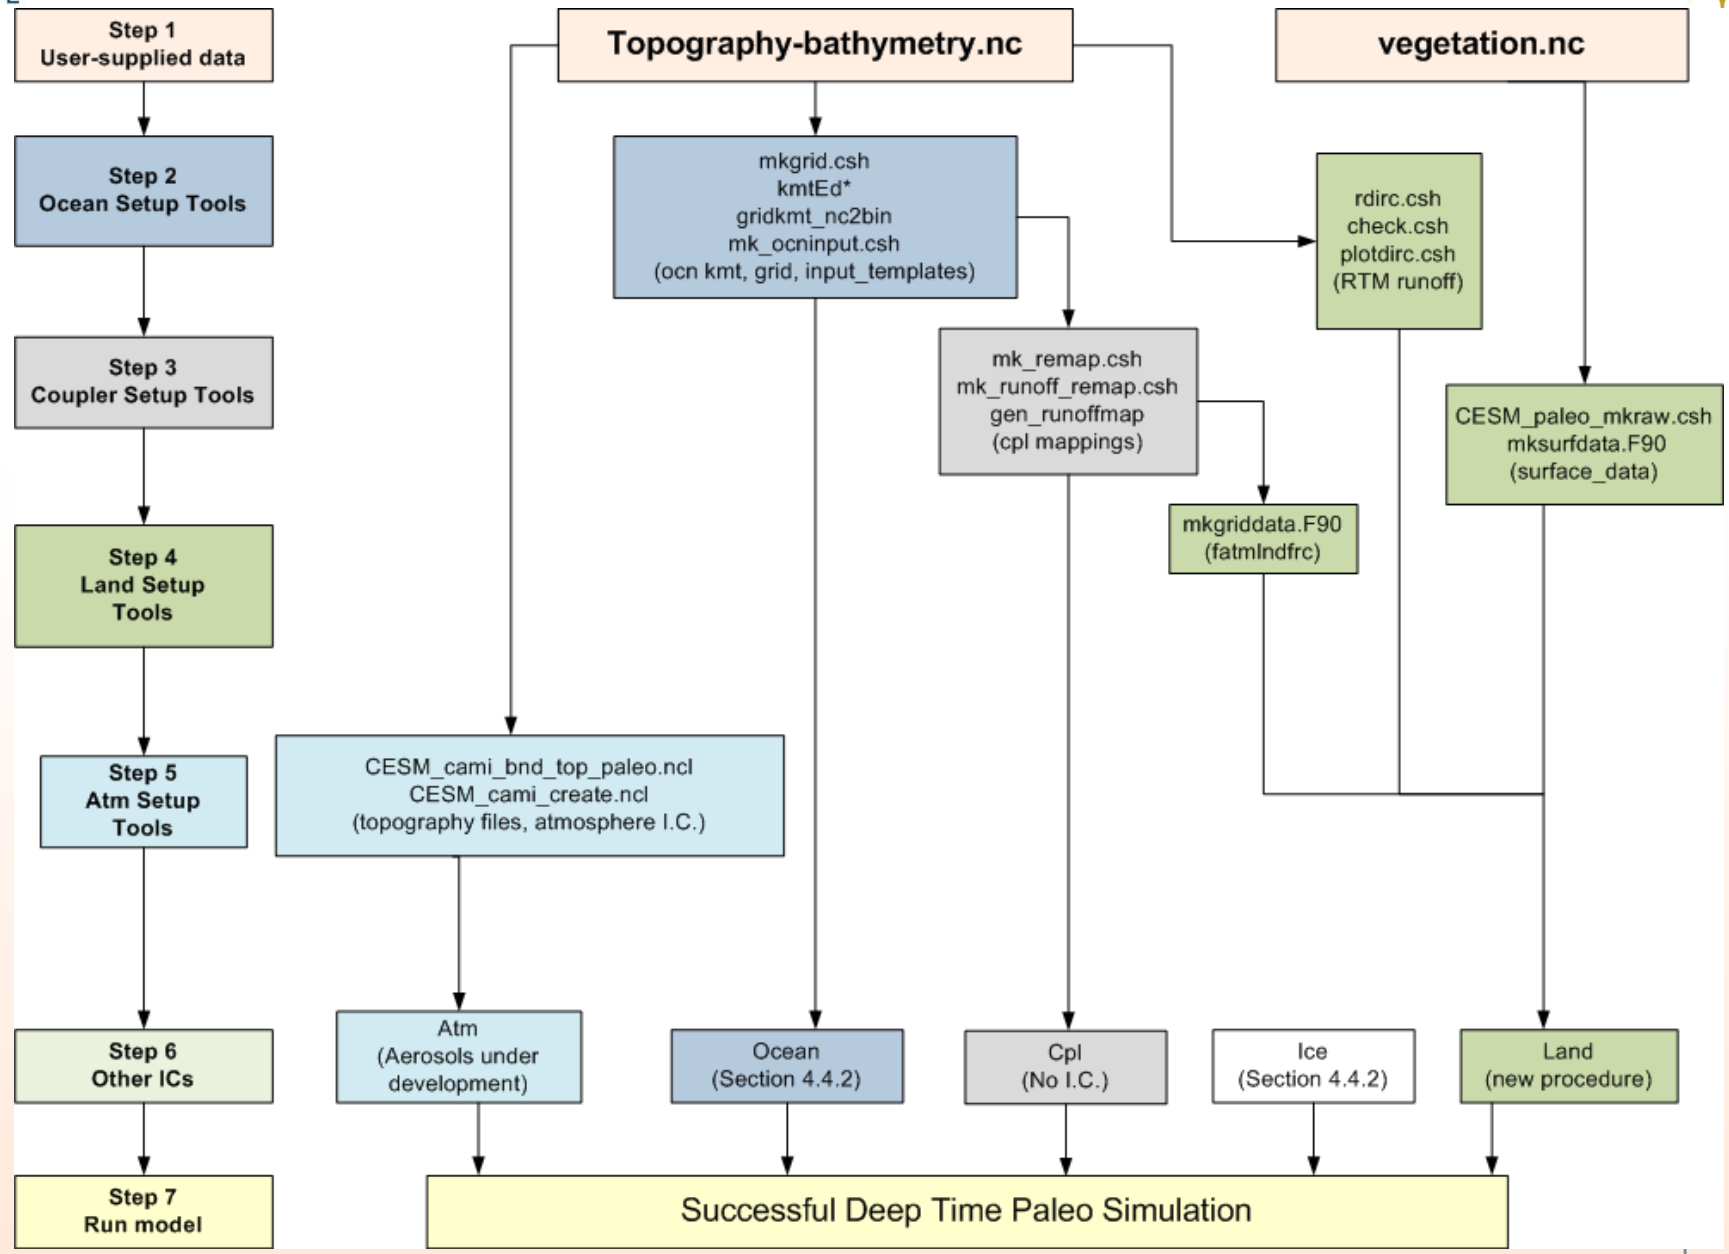 Step 1
User-supplied data
Topography-bathymetry.nc
vegetation.nc
Step 2
Ocean Setup Tools
mkgrid.csh
kmtEd*
gridkmt_nc2bin
mk_ocninput.csh
(ocn kmt, grid, input_templates)
rdirc.csh
check.csh
plotdirc.csh
(RTM runoff)
Step 3
Coupler Setup Tools
mk_remap.csh
mk_runoff_remap.csh
gen_runoffmap
(cpl mappings)
CESM_paleo_mkraw.csh
mksurfdata.F90
(surface_data)
Step 4
Land Setup
Tools
mkgriddata.F90
(fatmlndfrc)
Step 5
Atm Setup
Tools
CESM_cami_bnd_top_paleo.ncl
CESM_cami_create.ncl
(topography files, atmosphere I.C.)
Step 6
Other ICs
Atm
(Aerosols under
development)
Ocean
(Section 4.4.2)
Cpl
(No I.C.)
Ice
(Section 4.4.2)
Land
(new procedure)
Step 7
Run model
Successful Deep Time Paleo Simulation